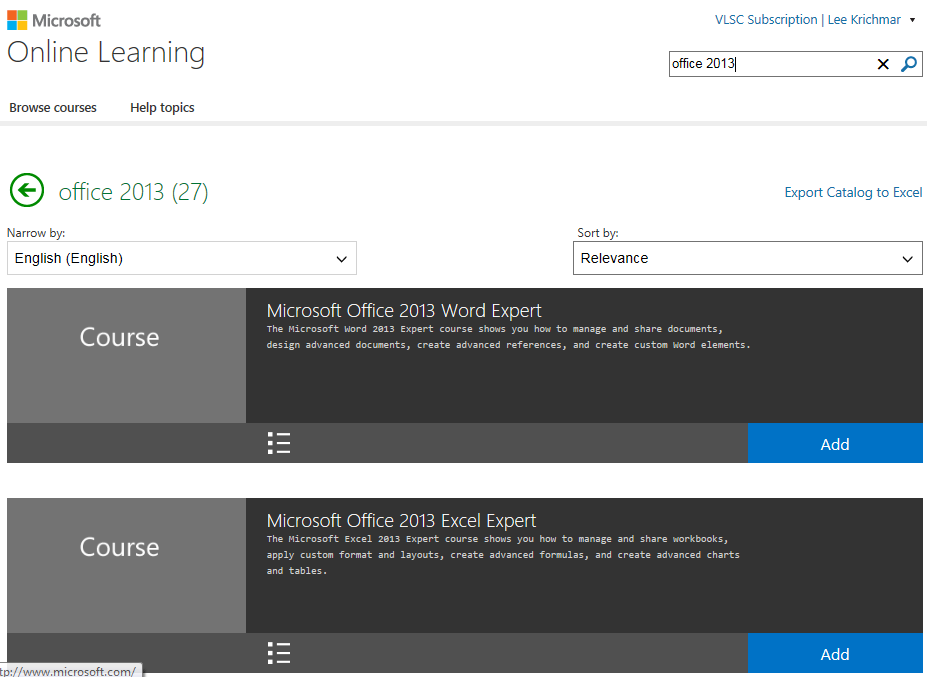 Microsoft
VLSC Subscription | Lee Krichmar
Online Learning
office 2013
Browse courses
Help topics
office 2013 (27)
Export Catalog to Excel
Narrow by:
Sort by:
English (English)
Relevance
Course
Microsoft Office 2013 Word Expert
The Microsoft Word 2013 Expert course shows you how to manage and share documents,
design advanced documents, create advanced references, and create custom Word elements.
Add
Course
Microsoft Office 2013 Excel Expert
The Microsoft Excel 2013 Expert course shows you how to manage and share workbooks,
apply custom format and layouts, create advanced formulas, and create advanced charts
and tables.
Add
tp://www.microsoft.com/